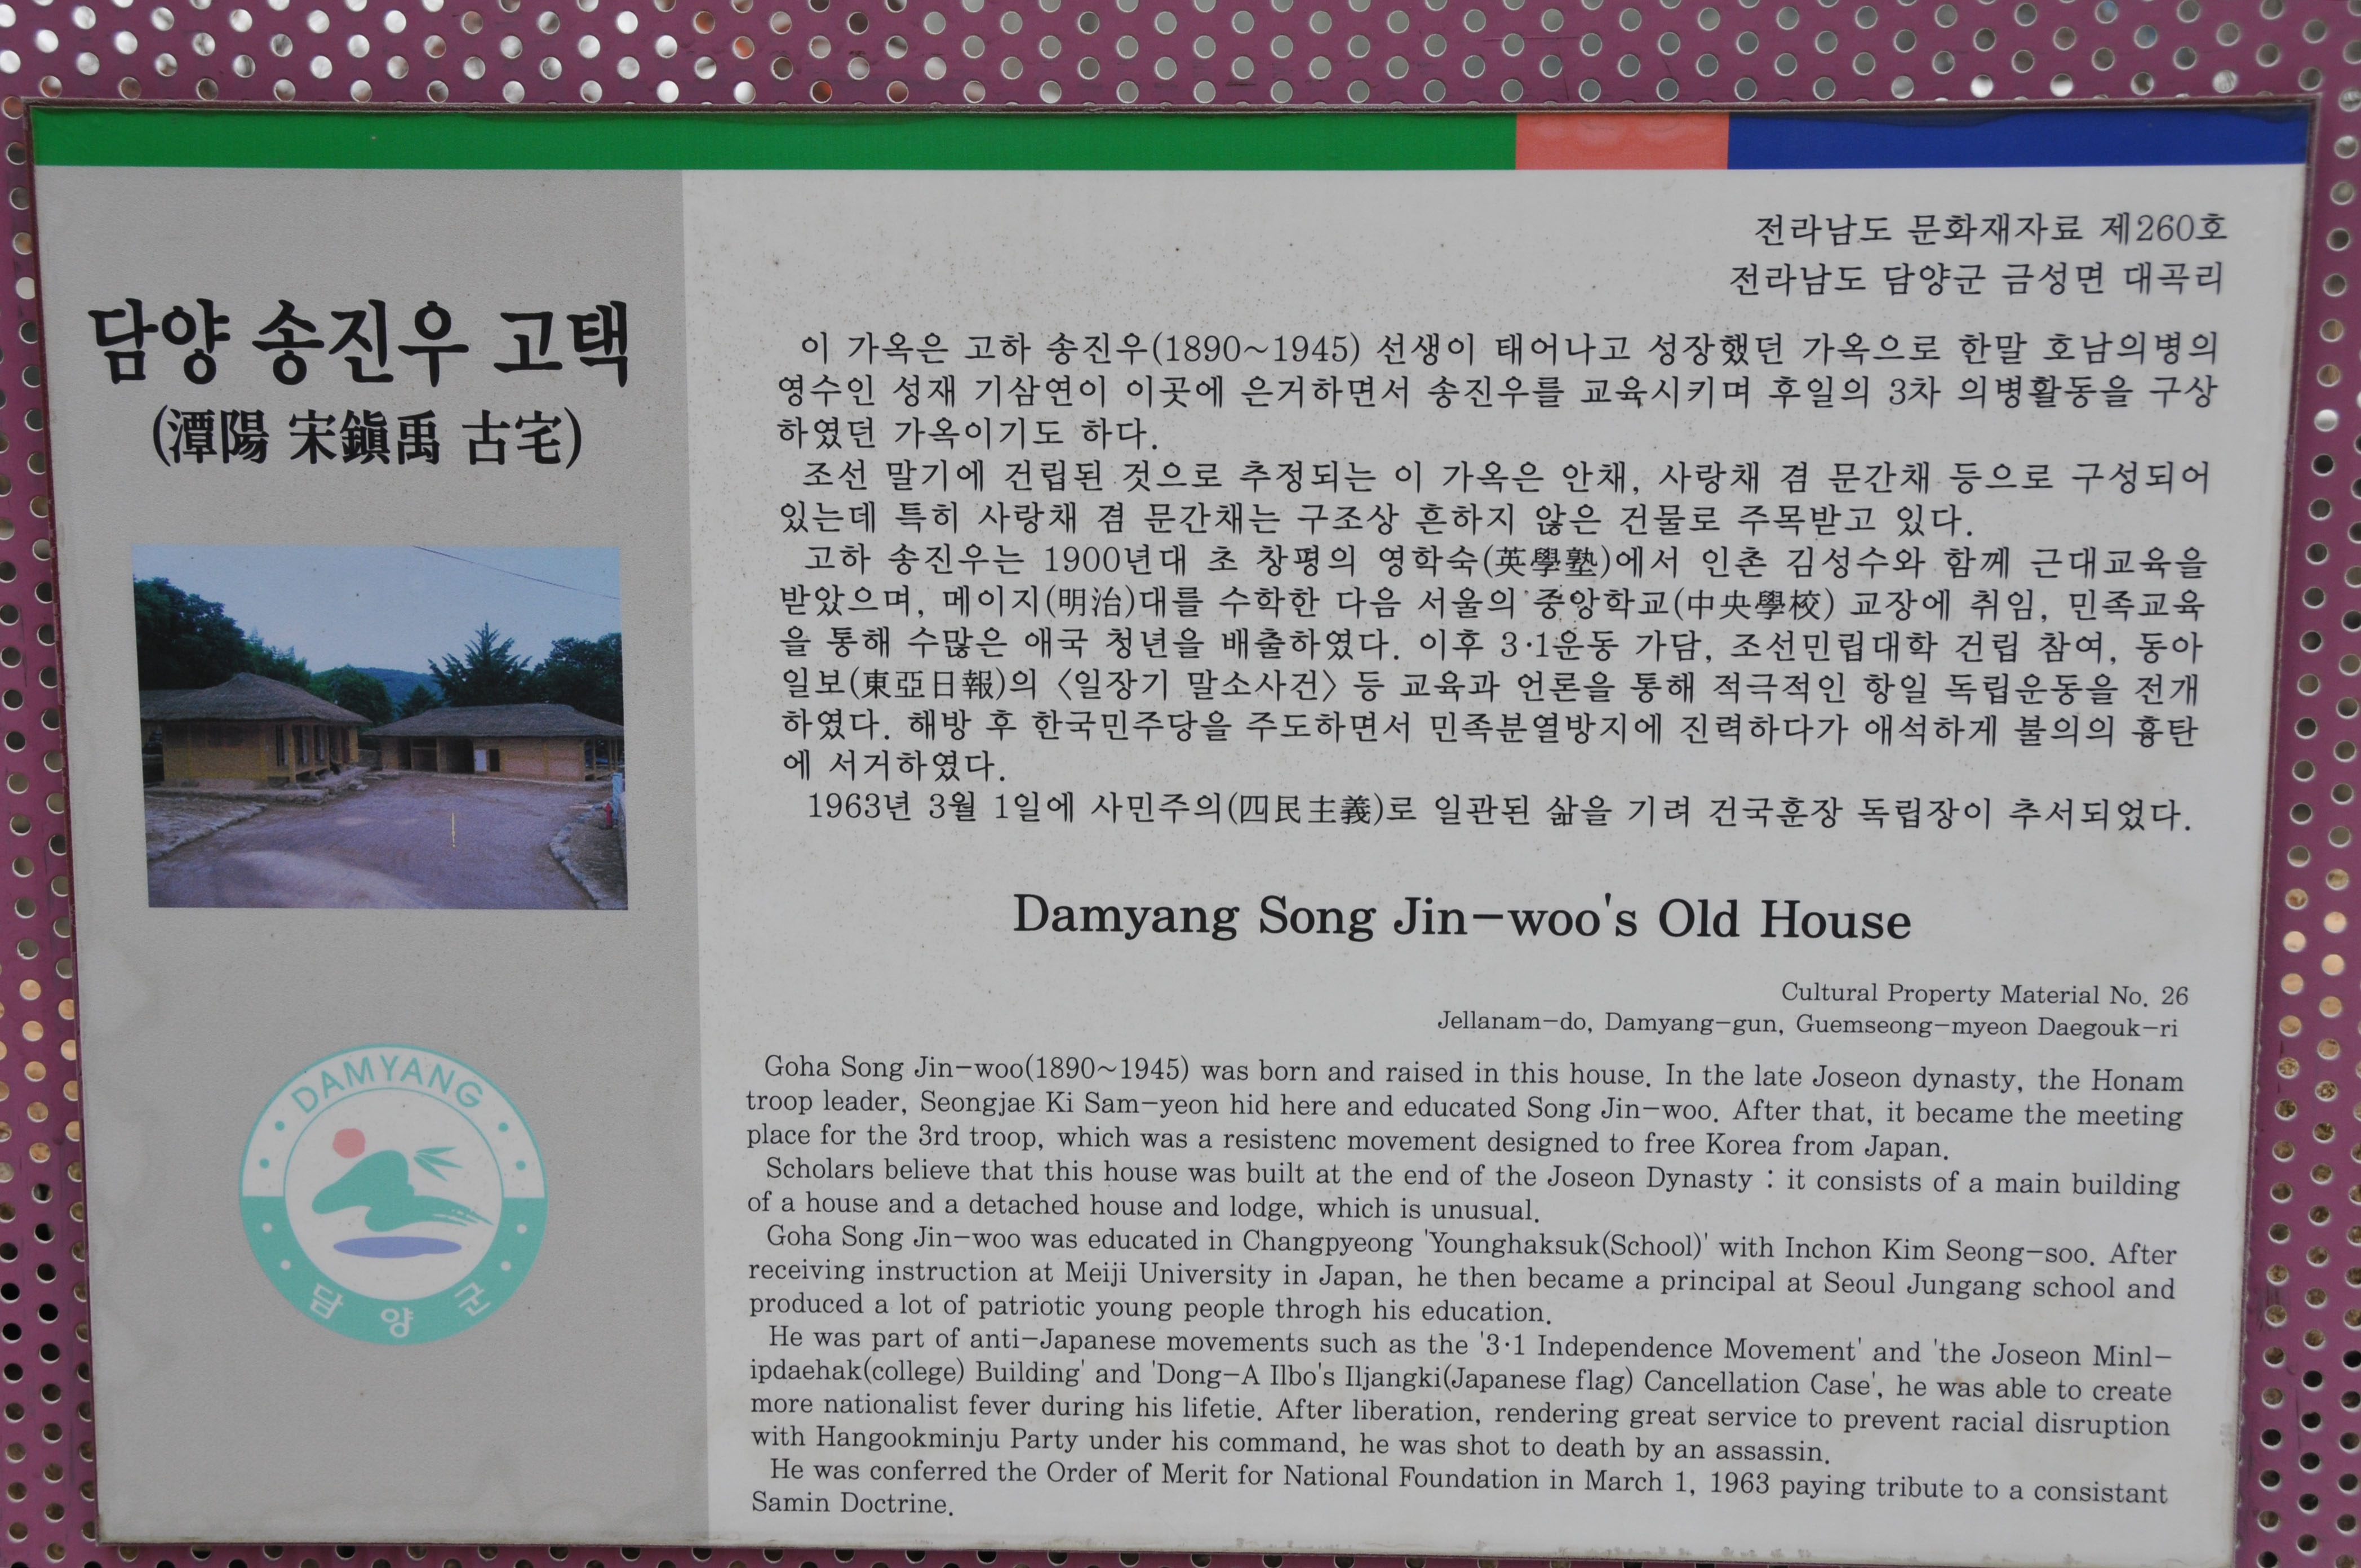 담양 송진우 고택
(潭陽 宋鎭禹 古宅)
DAMYANG
담양군
전라남도 문화재자료 제260호
전라남도 담양군 금성면 대곡리
이 가옥은 고하 송진우(1890~1945) 선생이 태어나고 성장했던 가옥으로 한말 호남의병의
영수인 성재 기삼연이 이곳에 은거하면서 송진우를 교육시키며 후일의 3차 의병활동을 구상
하였던 가옥이기도 하다.
조선 말기에 건립된 것으로 추정되는 이 가옥은 안채, 사랑채 겸 문간채 등으로 구성되어
있는데 특히 사랑채 겸 문간채는 구조상 흔하지 않은 건물로 주목받고 있다.
고하 송진우는 1900년대 초 창평의 영학숙(英學塾)에서 인촌 김성수와 함께 근대교육을
받았으며, 메이지(明治)대를 수학한 다음 서울의 중앙학교(中央學校) 교장에 취임, 민족교육
을 통해 수많은 애국 청년을 배출하였다. 이후 3·1운동 가담, 조선민립대학 건립 참여, 동아
일보(東亞日報)의 〈일장기 말소사건〉 등 교육과 언론을 통해 적극적인 항일 독립운동을 전개
하였다. 해방 후 한국민주당을 주도하면서 민족분열방지에 진력하다가 애석하게 불의의 흉탄
에 서거하였다.
1963년 3월 1일에 사민주의(四民主義)로 일관된 삶을 기려 건국훈장 독립장이 추서되었다.
Damyang Song Jin-woo's Old House
Cultural Property Material No. 26
Jellanam-do, Damyang-gun, Guemseong-myeon Daegouk-ri
Goha Song Jin-woo(1890~1945) was born and raised in this house. In the late Joseon dynasty, the Honam
troop leader, Seongjae Ki Sam-yeon hid here and educated Song Jin-woo. After that, it became the meeting
place for the 3rd troop, which was a resistenc movement designed to free Korea from Japan.
Scholars believe that this house was built at the end of the Joseon Dynasty : it consists of a main building
of a house and a detached house and lodge, which is unusual.
Goha Song Jin-woo was educated in Changpyeong 'Younghaksuk(School)' with Inchon Kim Seong-soo. After
receiving instruction at Meiji University in Japan, he then became a principal at Seoul Jungang school and
produced a lot of patriotic young people throgh his education.
He was part of anti-Japanese movements such as the '3·1 Independence Movement' and 'the Joseon Minl-
ipdaehak(college) Building' and 'Dong-A Ilbo's Iljangki(Japanese flag) Cancellation Case', he was able to create
more nationalist fever during his lifetie. After liberation, rendering great service to prevent racial disruption
with Hangookminju Party under his command, he was shot to death by an assassin.
He was conferred the Order of Merit for National Foundation in March 1, 1963 paying tribute to a consistant
Samin Doctrine.